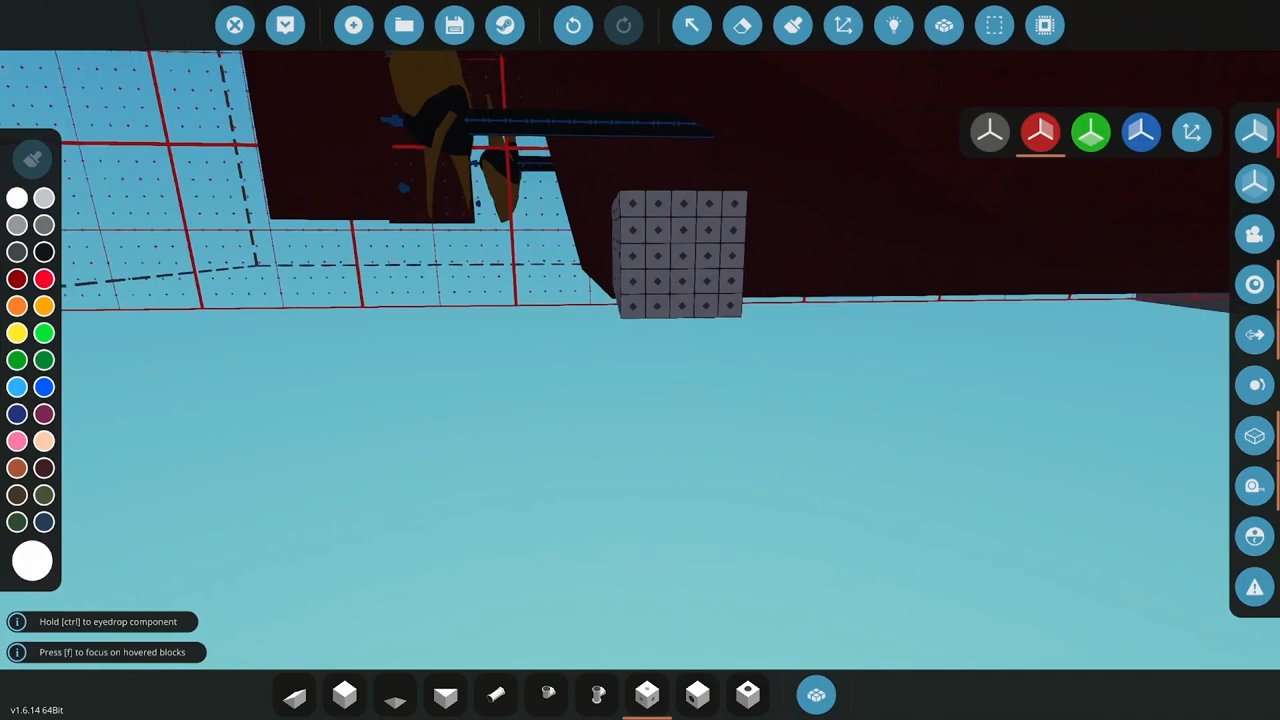 Hold [ctrl] to eyedrop component
Press [f] to focus on hovered blocks
v1.6.14 64Bit